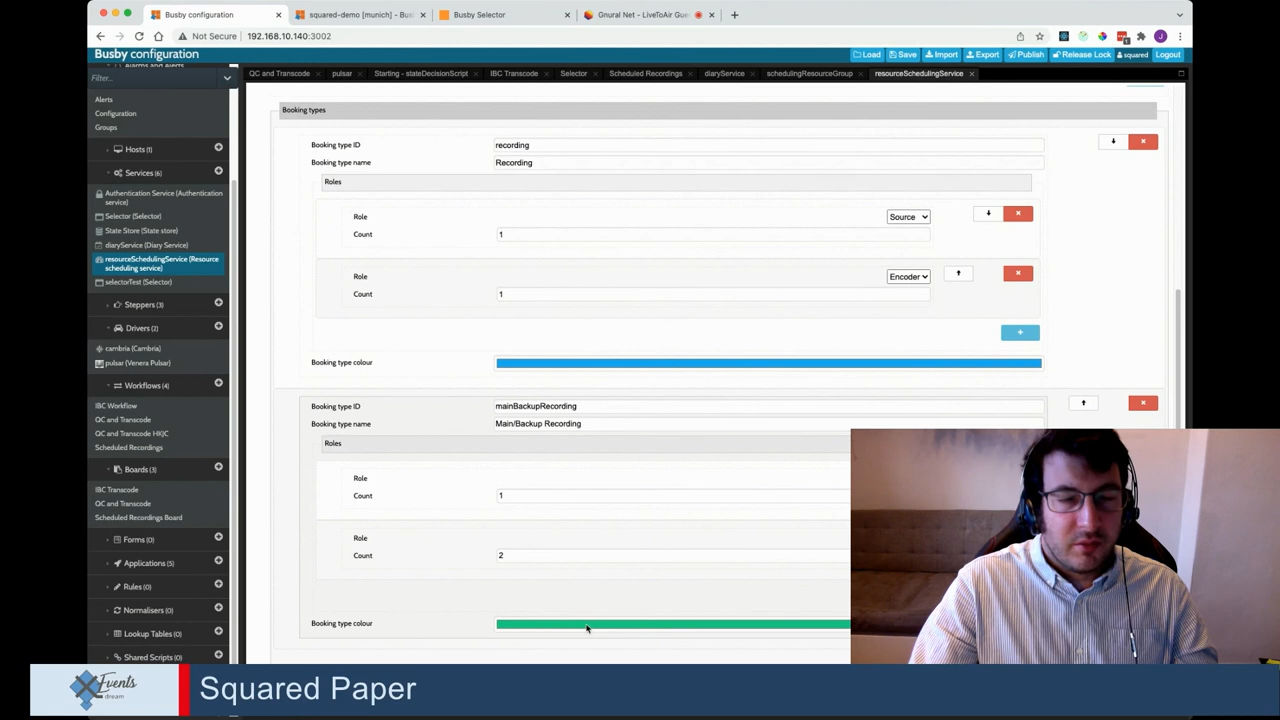 Busby configuration
squared-demo [munich] - Bus
Busby Selector
Gnural Net - LiveToAir Gue
Not Secure
192.168.10.140:3002
Busby configuration
Load
Save
Import
Export
Publish
Release Lock
squared
Logout
Alarms and Alerts
Filter...
QC and Transcode
pulsar
Starting - stateDecisionScript
IBC Transcode
Selector
Scheduled Recordings
diaryService
schedulingResourceGroup
resourceSchedulingService
Alerts
Configuration
Groups
Hosts (1)
Services (6)
Authentication Service (Authentication
service)
Selector (Selector)
State Store (State store)
diaryService (Diary Service)
resourceSchedulingService (Resource
scheduling service)
selectorTest (Selector)
Steppers (3)
Drivers (2)
cambria (Cambria)
pulsar (Venera Pulsar)
Workflows (4)
IBC Workflow
QC and Transcode
QC and Transcode HKJC
Scheduled Recordings
Boards (3)
IBC Transcode
QC and Transcode
Scheduled Recordings Board
Forms (0)
Applications (5)
Rules (0)
Normalisers (0)
Lookup Tables (0)
Shared Scripts (0)
Booking types
Booking type ID
recording
Booking type name
Recording
Roles
Role
Source
Count
1
Role
Encoder
Count
1
Booking type colour
Booking type ID
mainBackupRecording
Booking type name
Main/Backup Recording
Roles
Role
Count
1
Role
Count
2
Booking type colour
Events
dream
Squared Paper